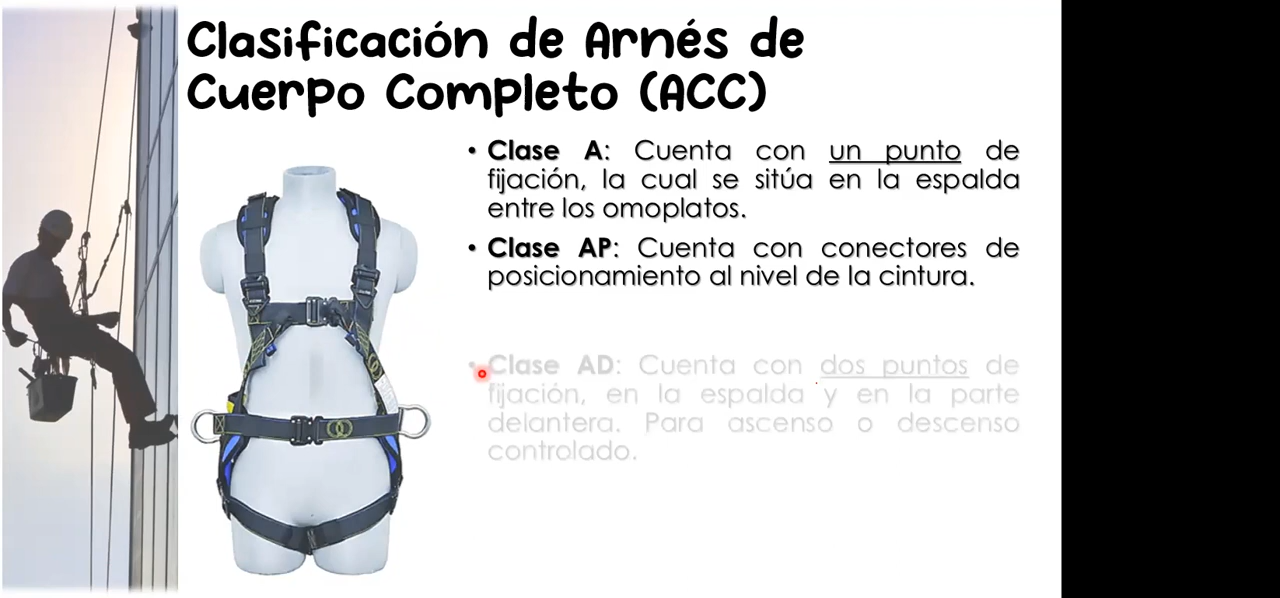 Clasificación de Arnés de
Cuerpo Completo (ACC)
• Clase A: Cuenta con un punto de
fijación, la cual se sitúa en la espalda
entre los omoplatos.
• Clase AP: Cuenta con conectores de
posicionamiento al nivel de la cintura.
• Clase AD: Cuenta con dos puntos de
fijación, en la espalda y en la parte
delantera. Para ascenso o descenso
controlado.